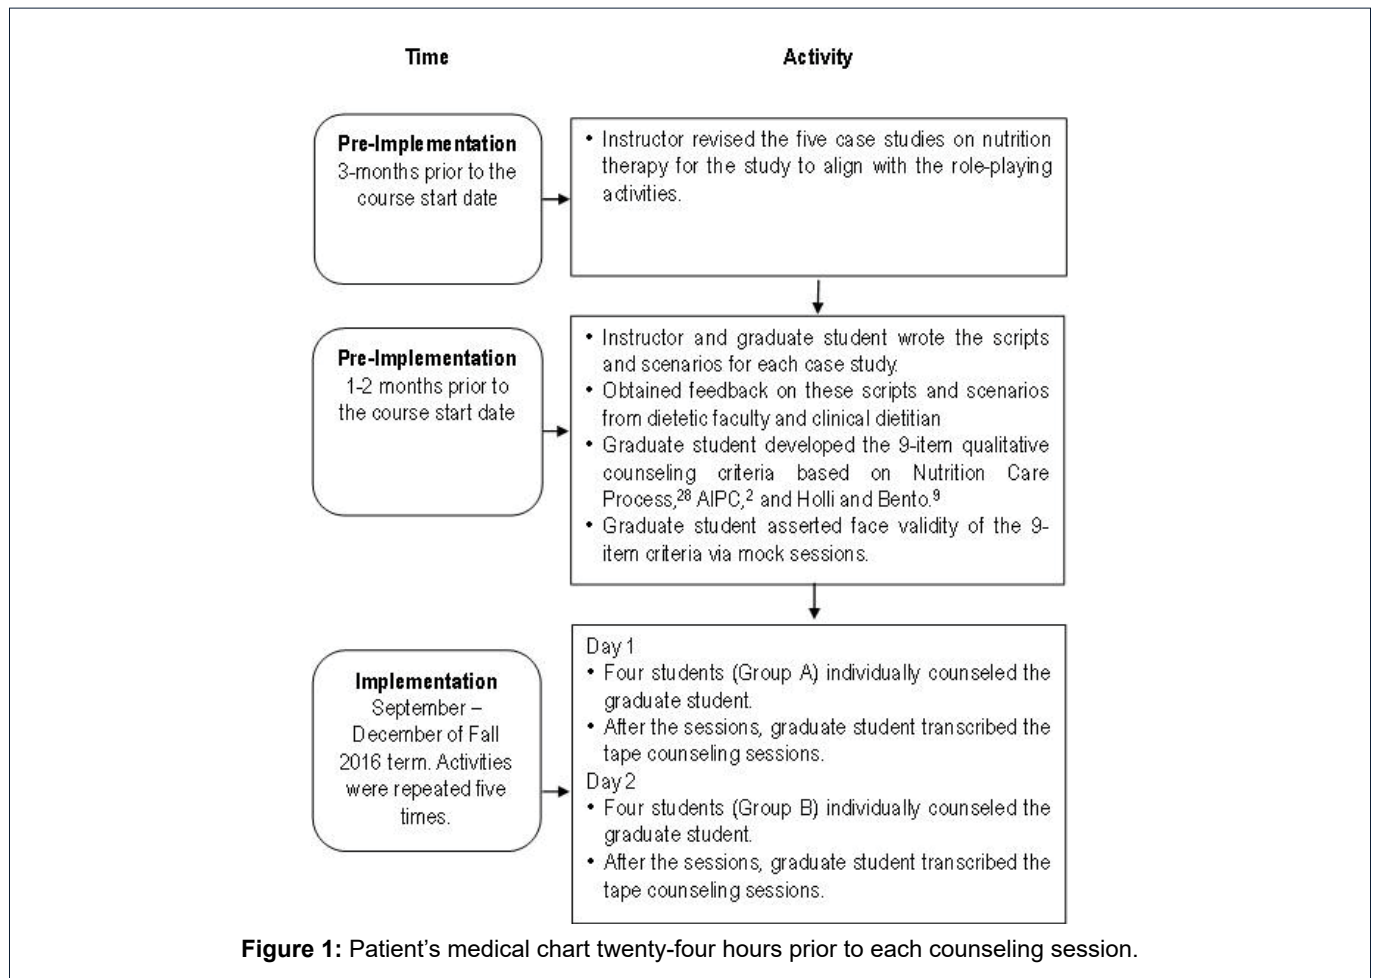 Time
Activity
Pre-Implementation
3-months prior to the
course start date
• Instructor revised the five case studies on nutrition
therapy for the study to align with the role-playing
activities.
Pre-Implementation
1-2 months prior to
the course start date
• Instructor and graduate student wrote the scripts
and scenarios for each case study.
• Obtained feedback on these scripts and scenarios
from dietetic faculty and clinical dietitian
• Graduate student developed the 9-item qualitative
counseling criteria based on Nutrition Care
Process,28 AIPC,2 and Holli and Bento.9
• Graduate student asserted face validity of the 9-
item criteria via mock sessions.
Implementation
September –
December of Fall
2016 term. Activities
were repeated five
times.
Day 1
• Four students (Group A) individually counseled the
graduate student.
• After the sessions, graduate student transcribed the
tape counseling sessions.
Day 2
• Four students (Group B) individually counseled the
graduate student.
• After the sessions, graduate student transcribed the
tape counseling sessions.
Figure 1: Patient’s medical chart twenty-four hours prior to each counseling session.